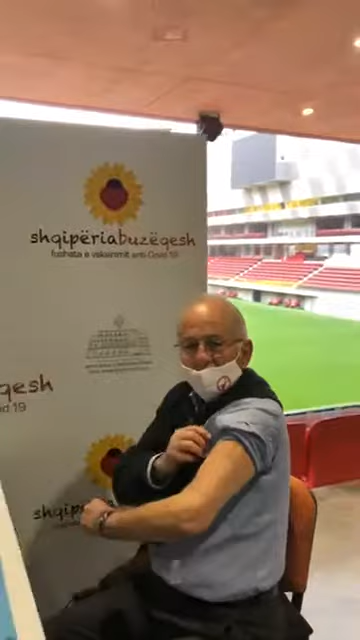 shqipëriabuzëqesh
fushata e vaksinimit anti-Covid 19
qesh
id 19
shqip